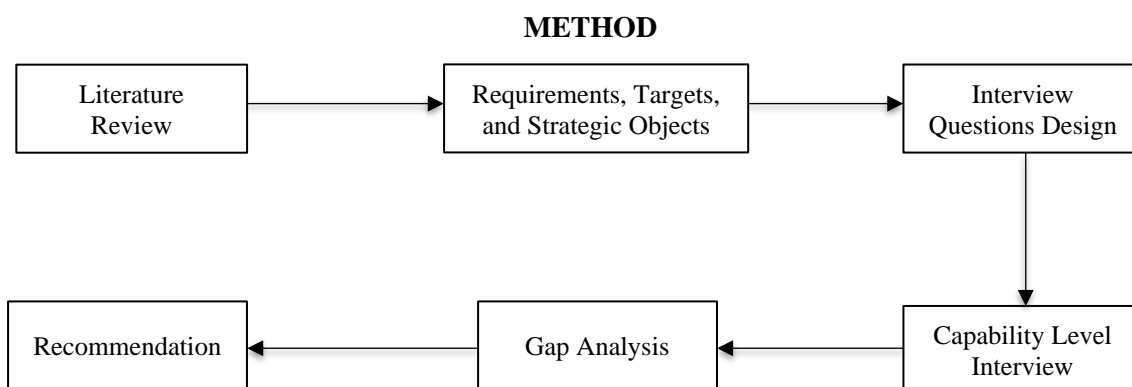 METHOD
Literature
Review
Requirements, Targets,
and Strategic Objects
Interview
Questions Design
Capability Level
Interview
Gap Analysis
Recommendation